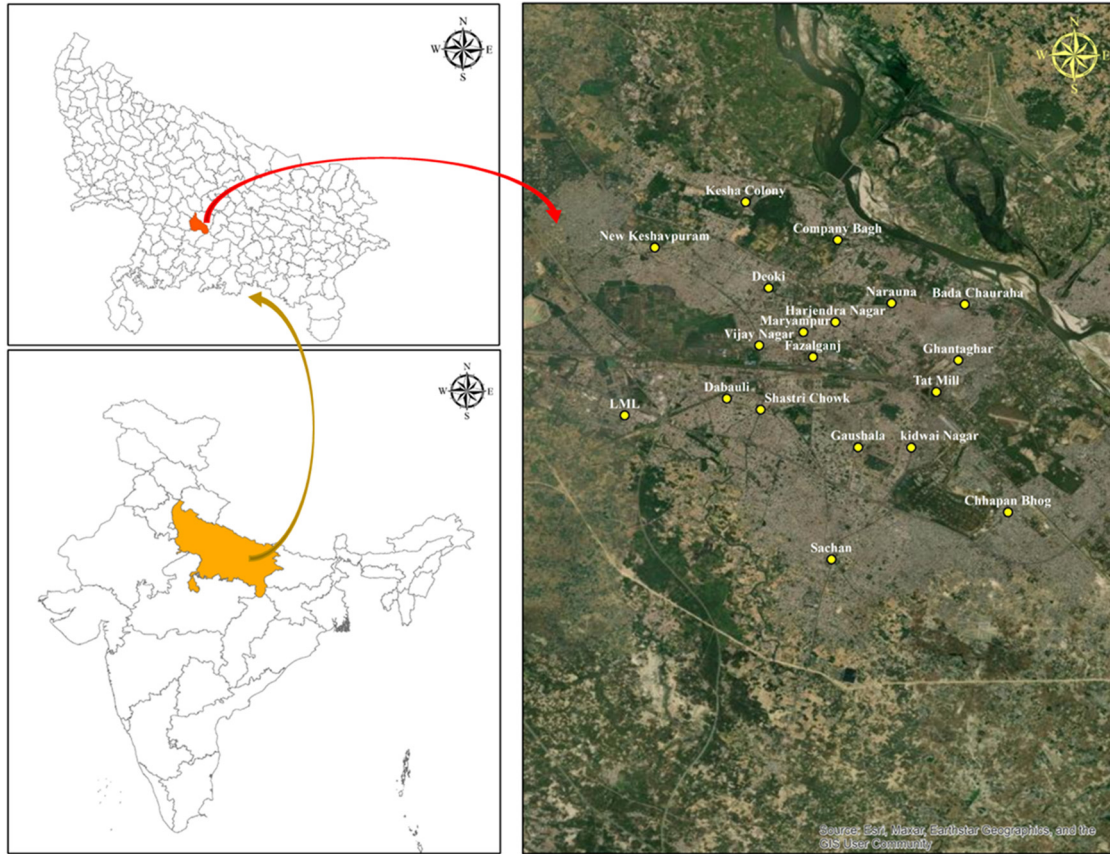 N
W E
S
N
W E
S
N
W E
S
Kesha Colony
New Keshavpuram
Company Bagh
Deoki
Narauna
Bada Chauraha
Harjendra Nagar
Maryampur
Vijay Nagar
Fazalganj
Ghantaghar
Tat Mill
Dabauli
Shastri Chowk
LML
Gaushala
kidwai Nagar
Chhapan Bhog
Sachan
Source: Esri, Maxar, Earthstar Geographics, and the
GIS User Community